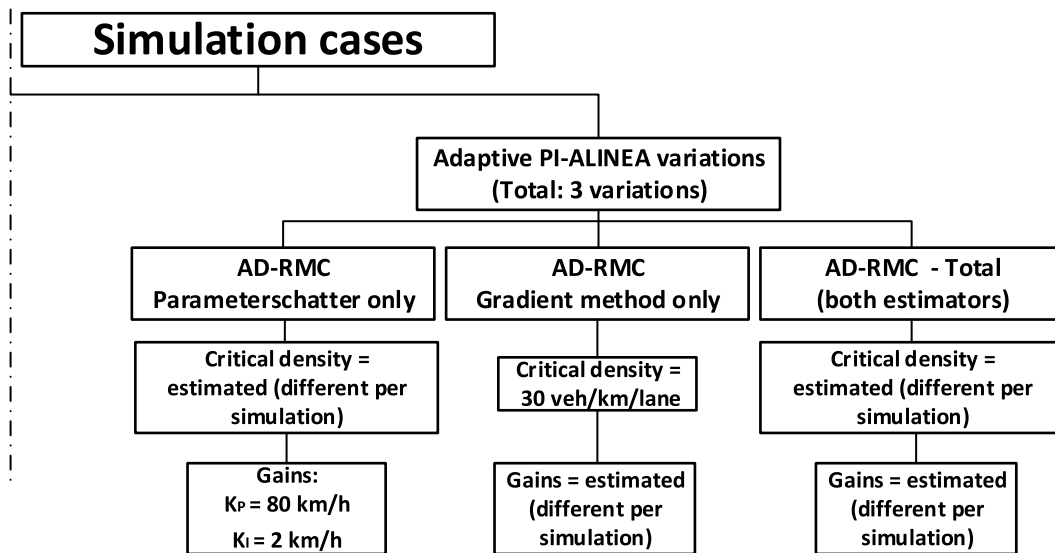 Simulation cases
Adaptive PI-ALINEA variations
(Total: 3 variations)
AD-RMC
Parameterschatter only
AD-RMC
Gradient method only
AD-RMC - Total
(both estimators)
Critical density =
estimated (different per
simulation)
Critical density =
30 veh/km/lane
Critical density =
estimated (different per
simulation)
Gains:
KP = 80 km/h
KI = 2 km/h
Gains = estimated
(different per
simulation)
Gains = estimated
(different per
simulation)